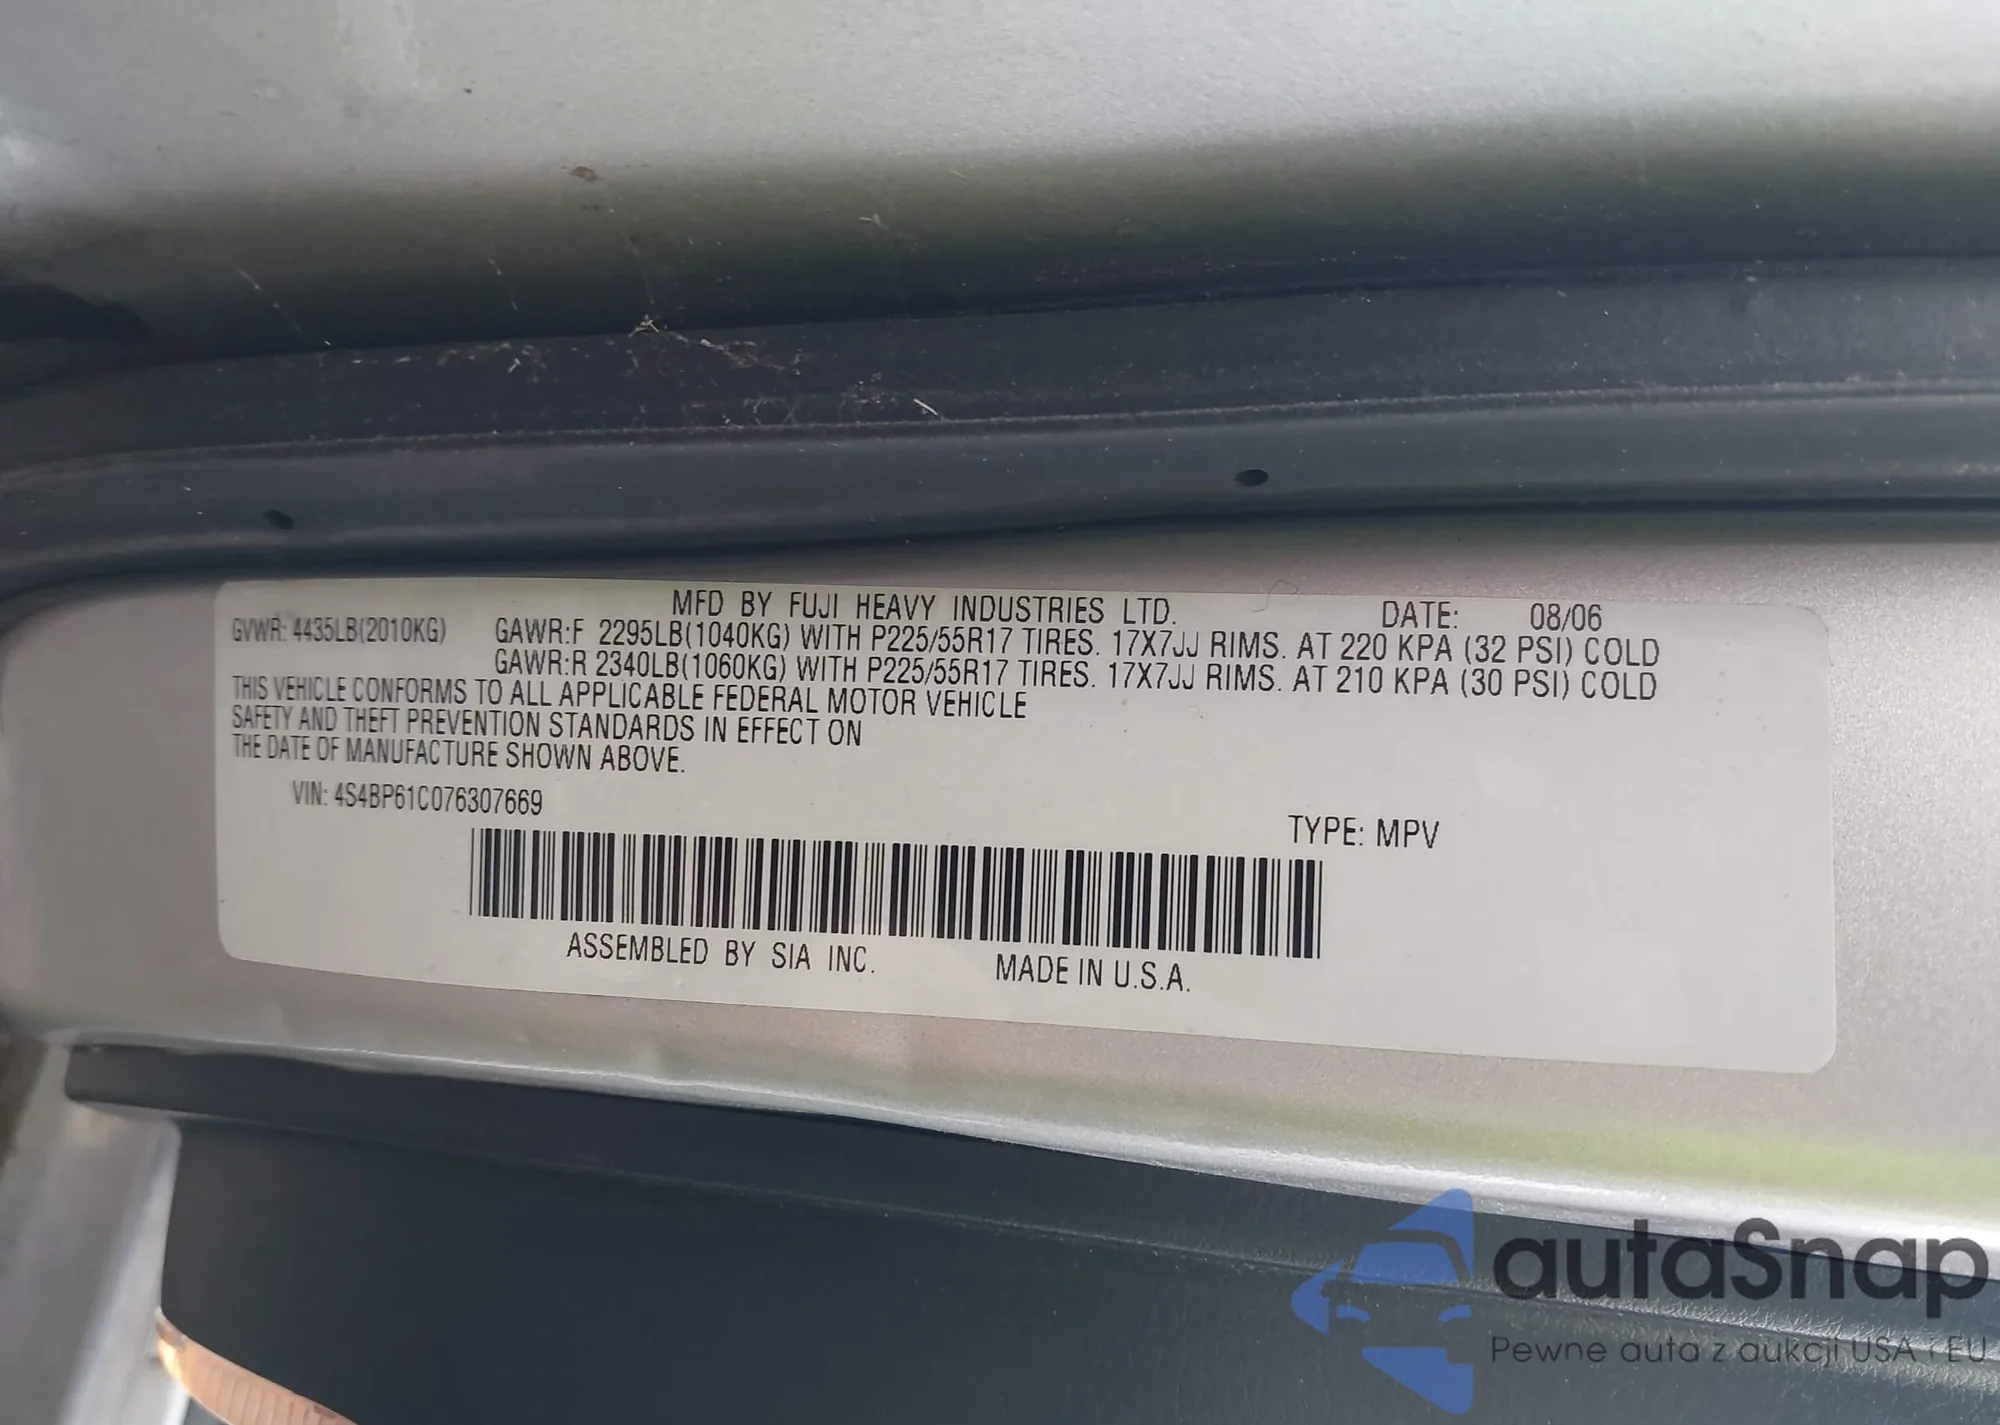 MFD BY FUJI HEAVY INDUSTRIES LTD. DATE: 08/06
GVWR: 4435LB(2010KG) GAWR:F 2295LB(1040KG) WITH P225/55R17 TIRES. 17X7JJ RIMS. AT 220 KPA (32 PSI) COLD
GAWR:R 2340LB(1060KG) WITH P225/55R17 TIRES. 17X7JJ RIMS. AT 210 KPA (30 PSI) COLD
THIS VEHICLE CONFORMS TO ALL APPLICABLE FEDERAL MOTOR VEHICLE
SAFETY AND THEFT PREVENTION STANDARDS IN EFFECT ON
THE DATE OF MANUFACTURE SHOWN ABOVE.
VIN: 4S4BP61C076307669
TYPE: MPV
ASSEMBLED BY SIA INC. MADE IN U.S.A.
autaSnap
Pewne auta z aukcji USA i EU